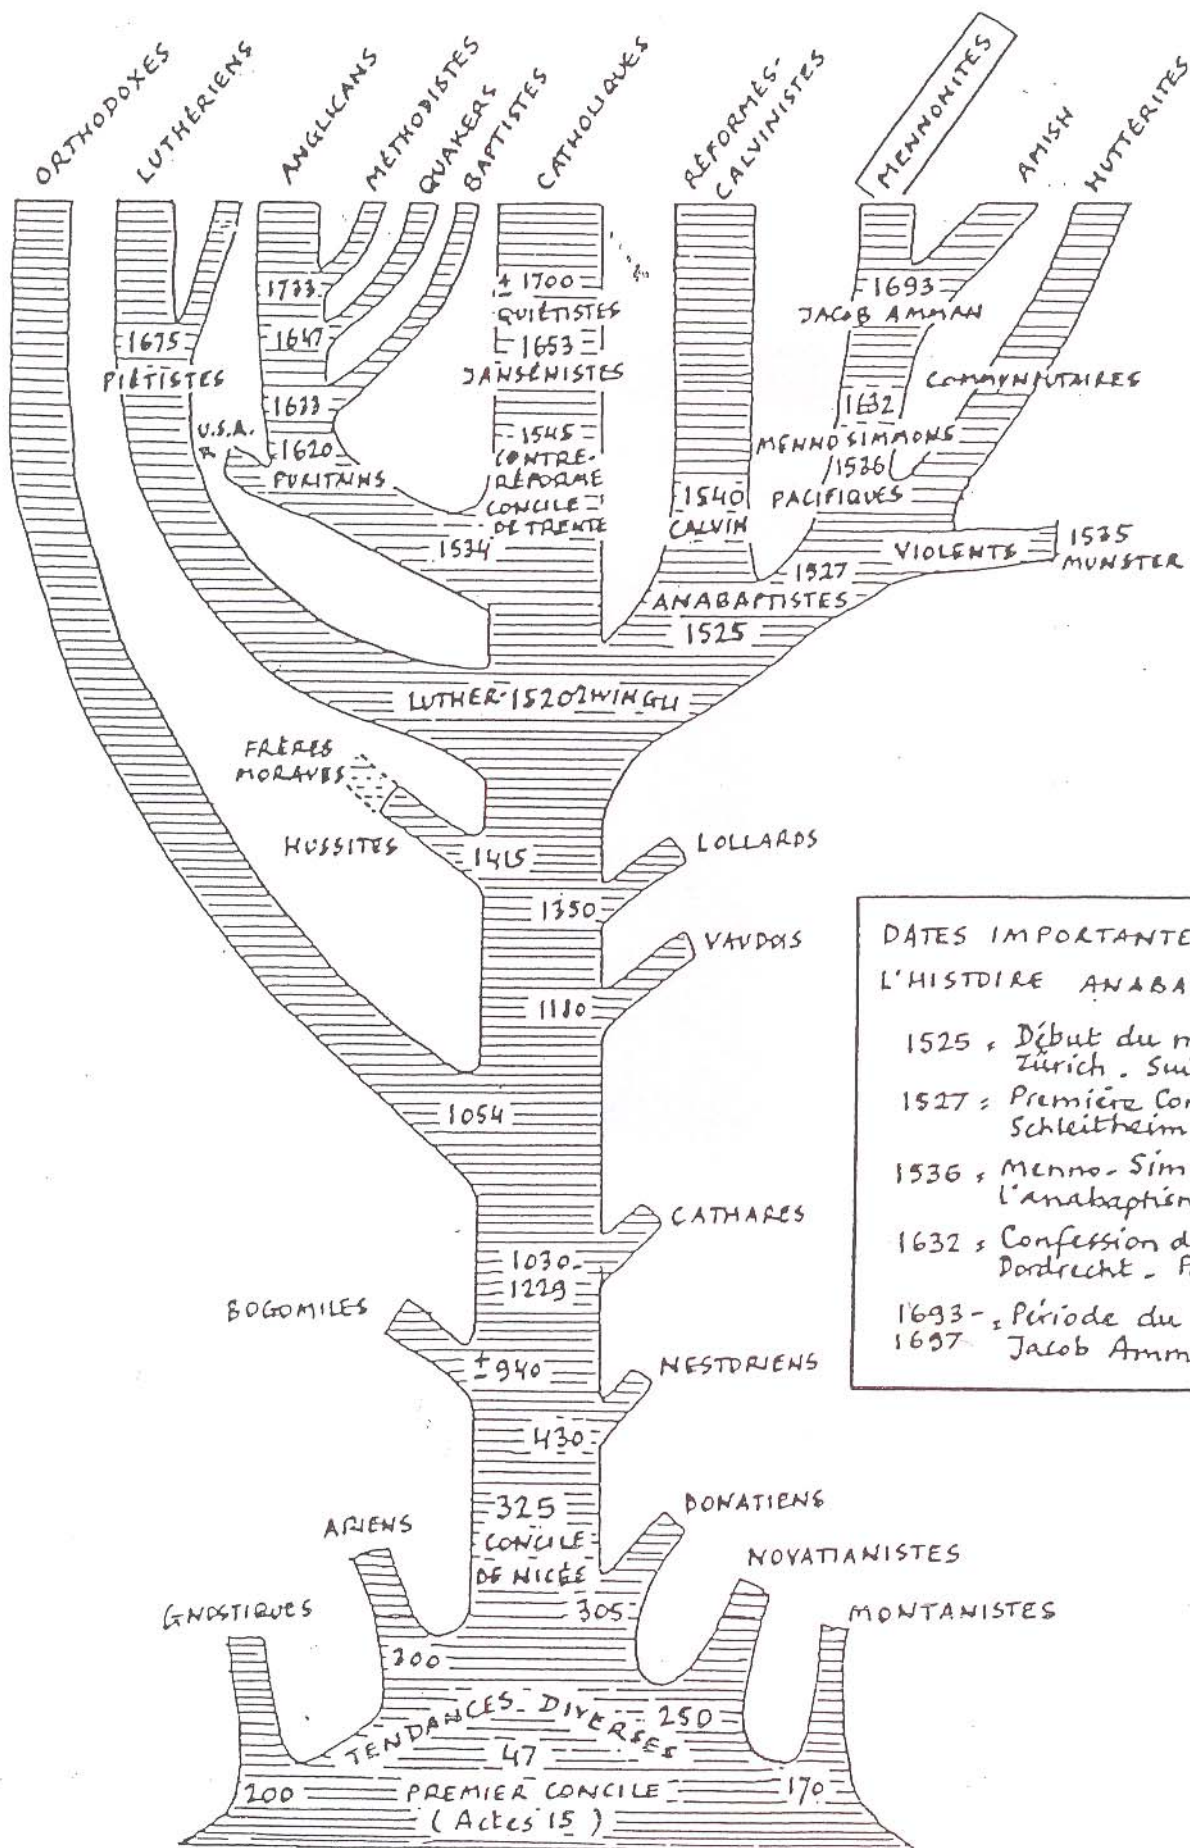 ORTHODOXES
LUTHÉRIENS
ANGLICANS
MÉTHODISTES
QUAKERS
BAPTISTES
CATHOLIQUES
RÉFORMÉS-
CALVINISTES
MENNONITES
AMISH
HUTTÉRITES
1733
± 1700
QUIÉTISTES
1693
JACOB AMMAN
1675
PIÉTISTES
1647
1653
JANSÉNISTES
COMMUNAUTAIRES
1633
1632
U.S.A.
1620
PURITAINS
1545
CONTRE-
RÉFORME
CONCILE
DE TRENTE
MENNO SIMMONS
1536
PACIFIQUES
1540
CALVIN
1534
VIOLENTS
1535
MUNSTER
1527
ANABAPTISTES
1525
LUTHER-1520 ZWINGLI
FRÈRES
MORAVES
HUSSITES
1415
LOLLARDS
1350
VAUDOIS
1180
1054
CATHARES
1030-
1229
BOGOMILES
± 940
NESTORIENS
430
325
CONCILE
DE NICÉE
ARIENS
DONATIENS
305
NOVATIANISTES
GNOSTIQUES
MONTANISTES
300
TENDANCES DIVERSES
250
47
200
PREMIER CONCILE
170
(Actes 15)
DATES IMPORTANTE
L'HISTOIRE ANABA
1525 : Début du
Zürich . Sui
1527 : Première Con
Schleitheim
1536 : Menno-Sim
l'anabaptism
1632 : Confession d
Dordrecht - P
1693- : Période du
1697 Jacob Amm